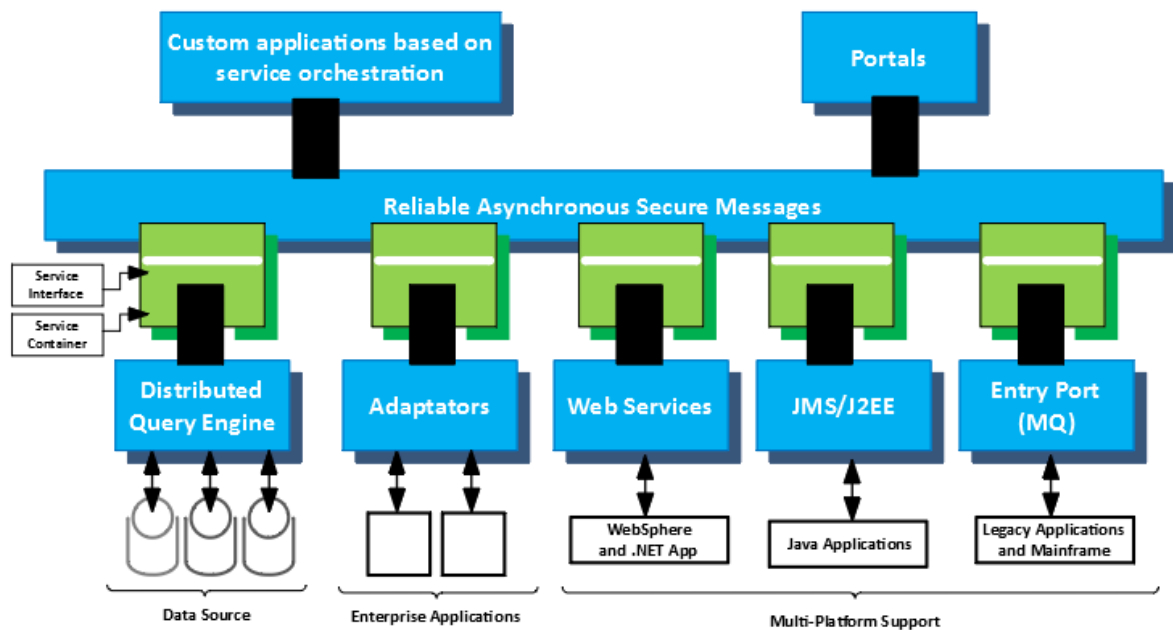 Custom applications based on
service orchestration
Portals
Reliable Asynchronous Secure Messages
Service
Interface
Service
Container
Distributed
Query Engine
Adaptators
Web Services
JMS/J2EE
Entry Port
(MQ)
WebSphere
and .NET App
Java Applications
Legacy Applications
and Mainframe
Data Source
Enterprise Applications
Multi-Platform Support